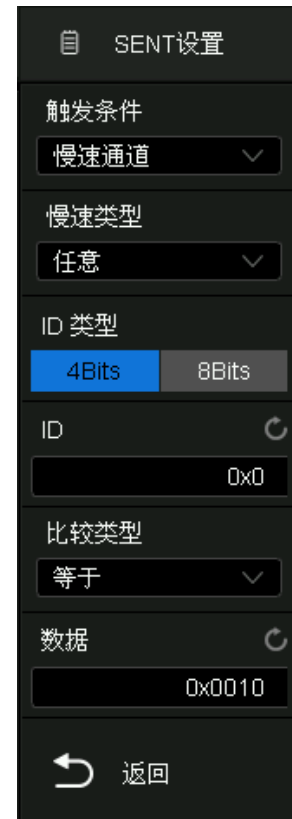 SENT设置
触发条件
慢速通道
慢速类型
任意
ID 类型
4Bits 8Bits
ID
0x0
比较类型
等于
数据
0x0010
返回